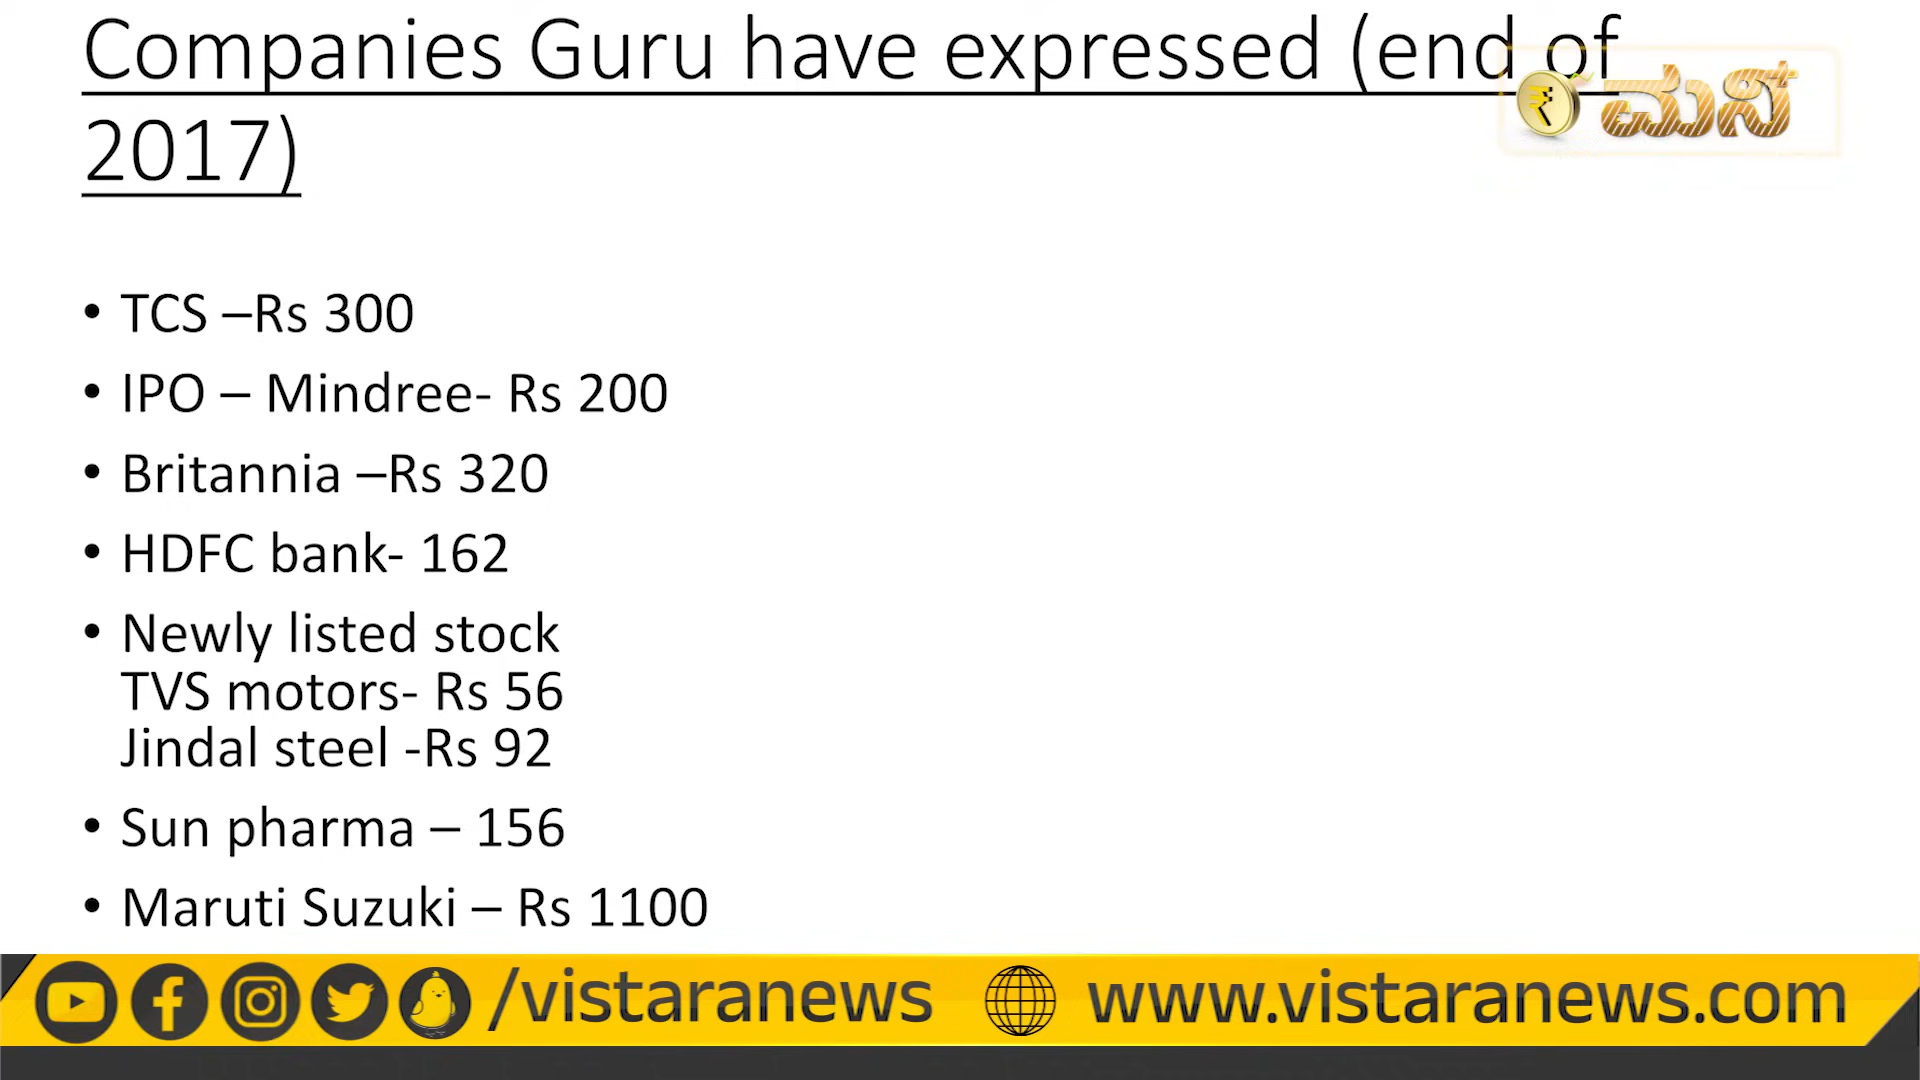 Companies Guru have expressed (end of
2017)
₹ ಮನಿ
• TCS –Rs 300
• IPO – Mindree- Rs 200
• Britannia –Rs 320
• HDFC bank- 162
• Newly listed stock
TVS motors- Rs 56
Jindal steel -Rs 92
• Sun pharma – 156
• Maruti Suzuki – Rs 1100
/vistaranews www.vistaranews.com